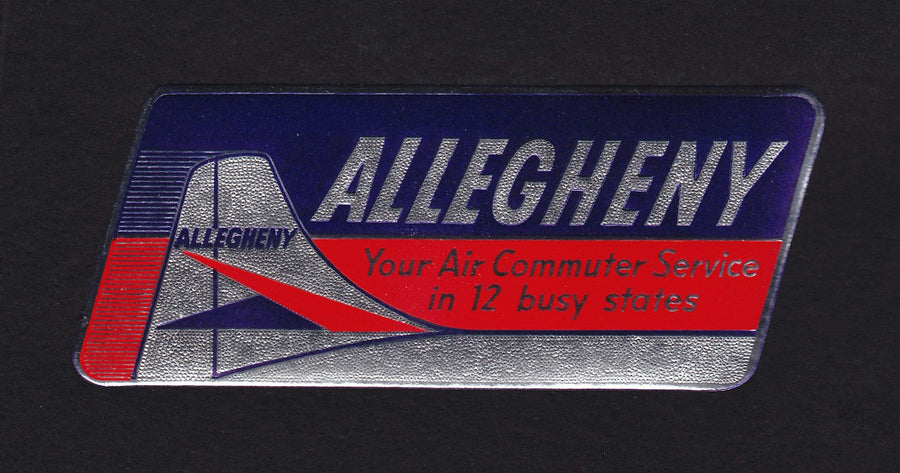 ALLEGHENY
ALLEGHENY
Your Air Commuter Service
in 12 busy states